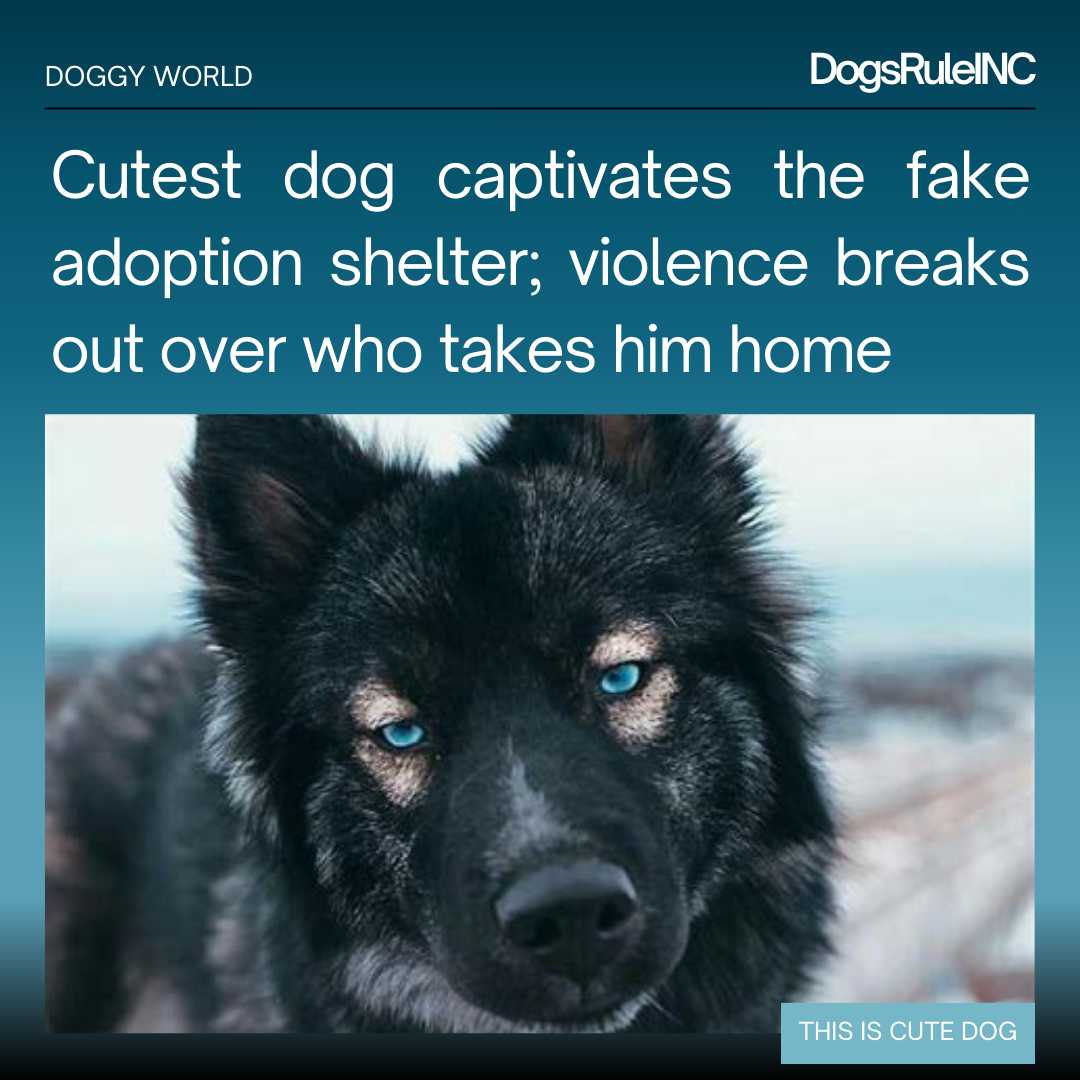 DOGGY WORLD
DogsRuleINC
Cutest dog captivates the fake
adoption shelter; violence breaks
out over who takes him home
THIS IS CUTE DOG